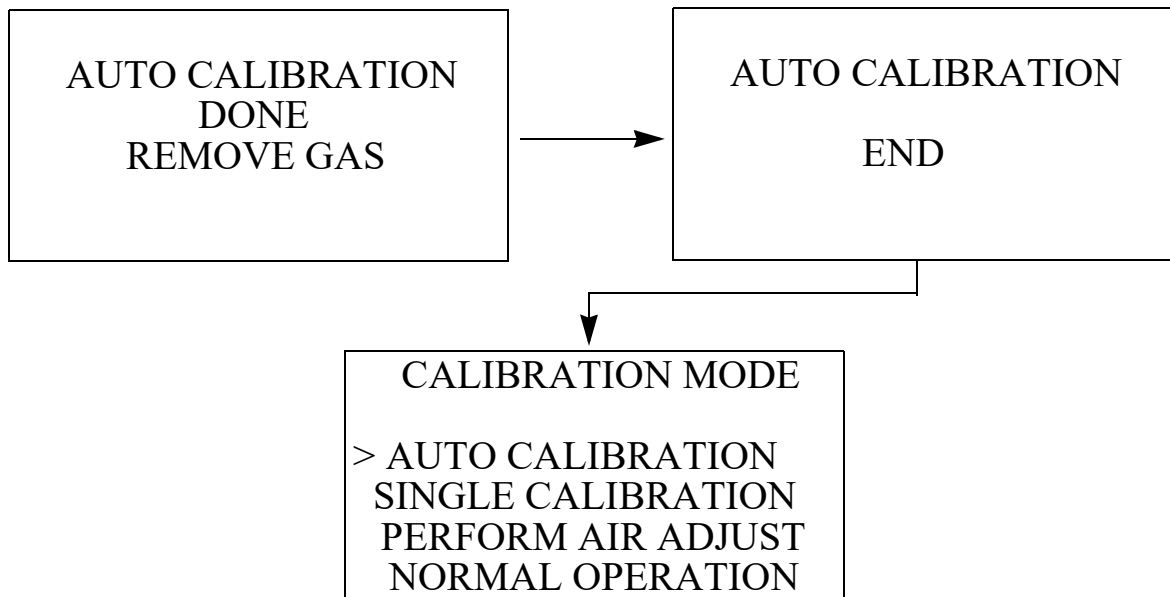 AUTO CALIBRATION
DONE
REMOVE GAS
AUTO CALIBRATION
END
CALIBRATION MODE
> AUTO CALIBRATION
SINGLE CALIBRATION
PERFORM AIR ADJUST
NORMAL OPERATION